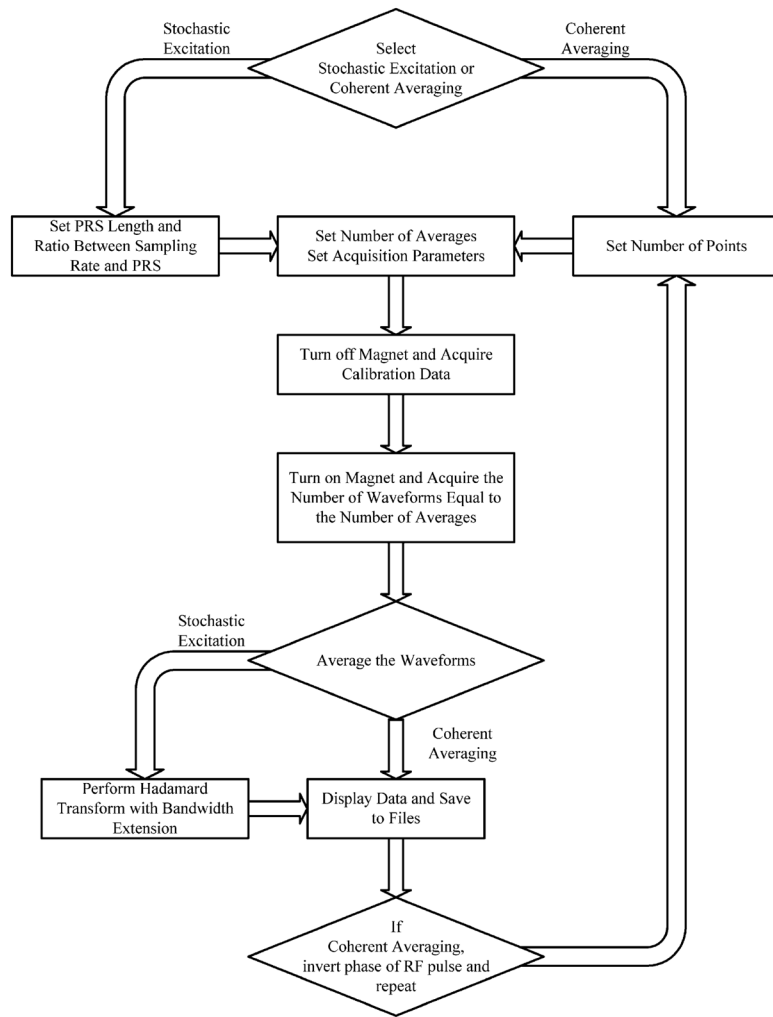 Stochastic
Excitation
Coherent
Averaging
Select
Stochastic Excitation or
Coherent Averaging
Set PRS Length and
Ratio Between Sampling
Rate and PRS
Set Number of Averages
Set Acquisition Parameters
Set Number of Points
Turn off Magnet and Acquire
Calibration Data
Turn on Magnet and Acquire the
Number of Waveforms Equal to
the Number of Averages
Stochastic
Excitation
Average the Waveforms
Coherent
Averaging
Perform Hadamard
Transform with Bandwidth
Extension
Display Data and Save
to Files
If
Coherent Averaging,
invert phase of RF pulse and
repeat